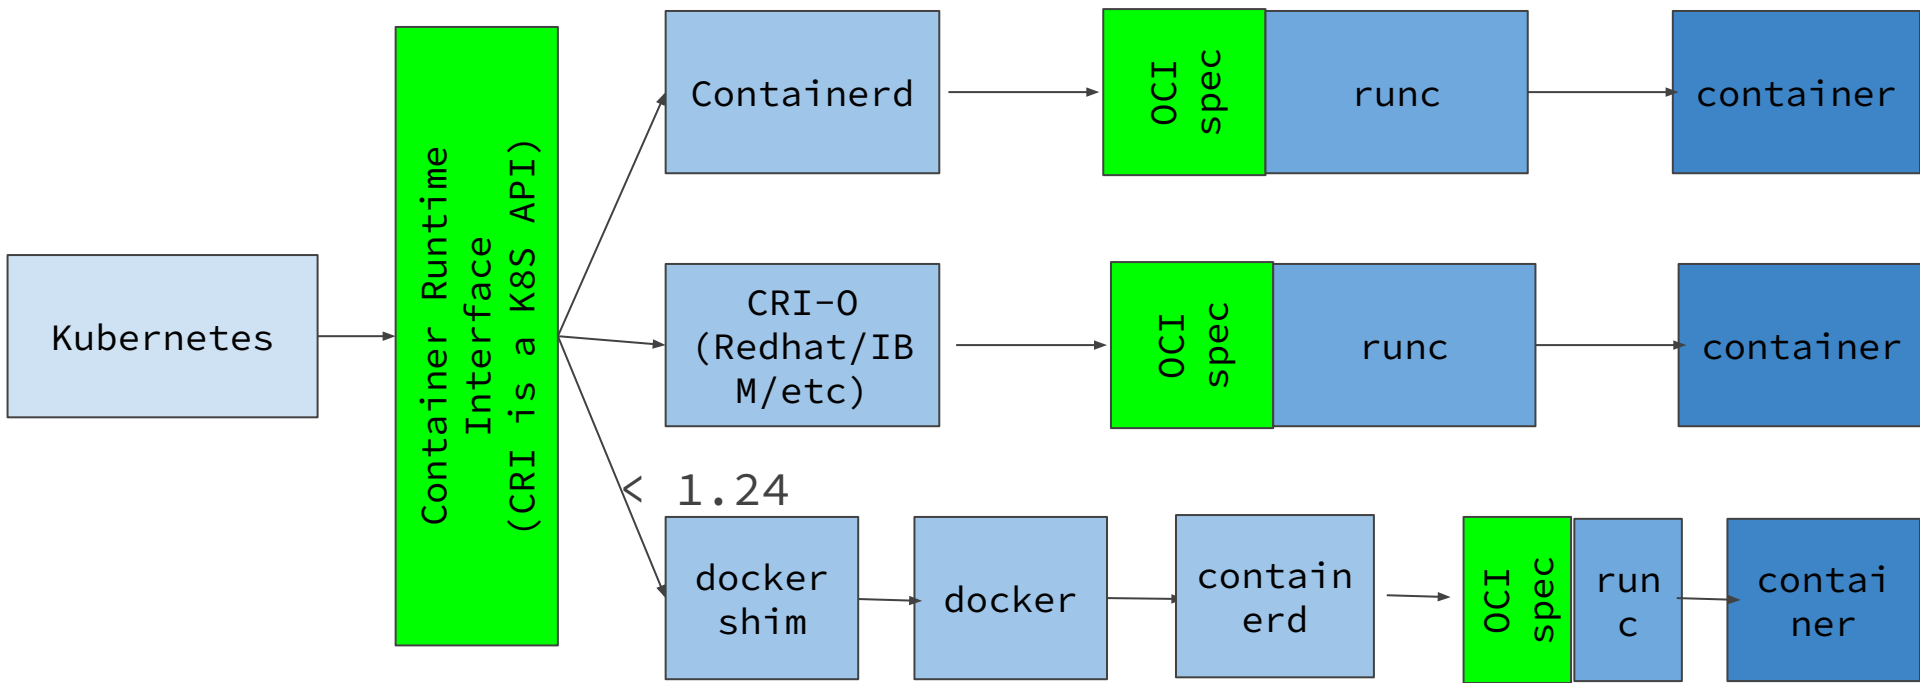 Kubernetes
Container Runtime
Interface
(CRI is a K8S API)
Containerd
OCI
spec
runc
container
CRI-O
(Redhat/IB
M/etc)
OCI
spec
runc
container
< 1.24
docker
shim
docker
contain
erd
OCI
spec
run
c
contai
ner